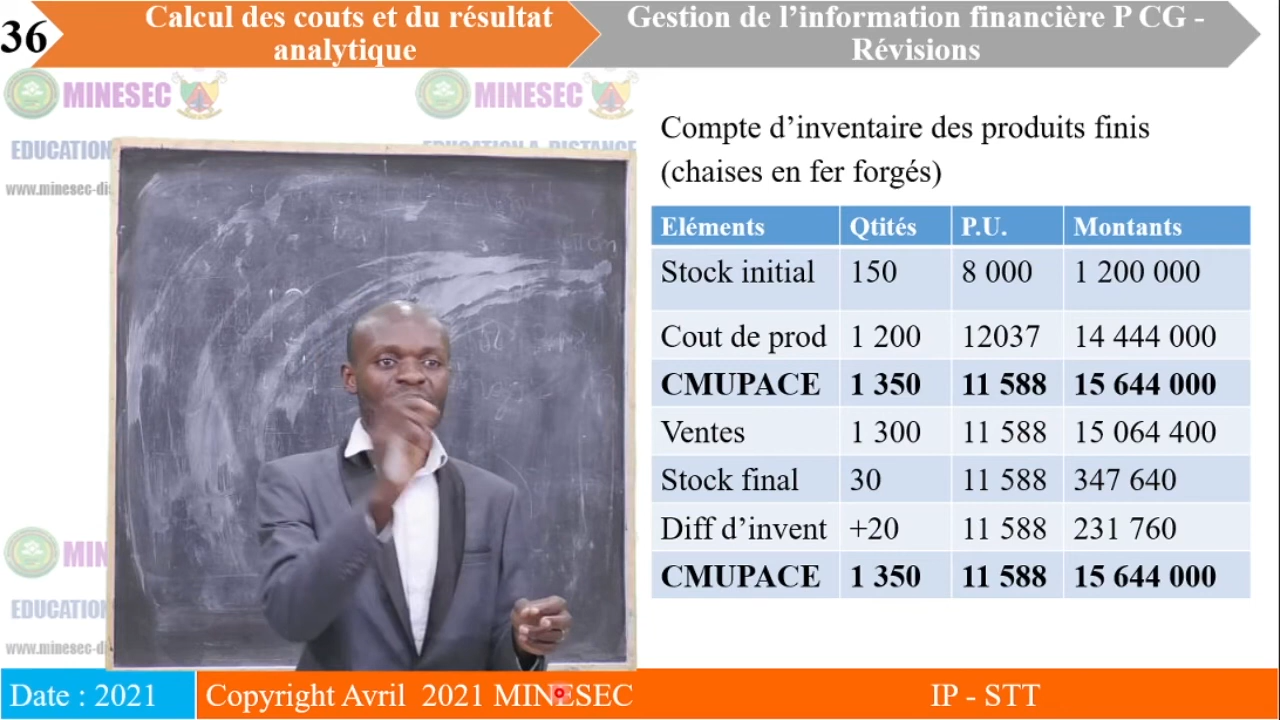 36
Calcul des couts et du résultat
analytique
Gestion de l'information financière P CG -
Révisions
MINESEC
MINESEC
EDUCATION
EDUCATION A DISTANCE
www.minesec-di
Compte d'inventaire des produits finis
(chaises en fer forgés)
Eléments Qtités P.U. Montants
Stock initial 150 8 000 1 200 000
Cout de prod 1 200 12037 14 444 000
CMUPACE 1 350 11 588 15 644 000
Ventes 1 300 11 588 15 064 400
Stock final 30 11 588 347 640
Diff d'invent +20 11 588 231 760
CMUPACE 1 350 11 588 15 644 000
MIN
EDUCATION
www.minesec-di
Date : 2021
Copyright Avril 2021 MINESEC
IP - STT